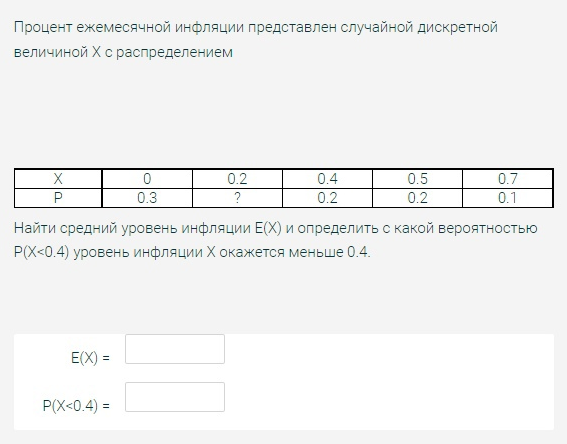 Процент ежемесячной инфляции представлен случайной дискретной
величиной X с распределением
X 0 0.2 0.4 0.5 0.7
P 0.3 ? 0.2 0.2 0.1
Найти средний уровень инфляции E(X) и определить с какой вероятностью
P(X<0.4) уровень инфляции X окажется меньше 0.4.
E(X) =
P(X<0.4) =